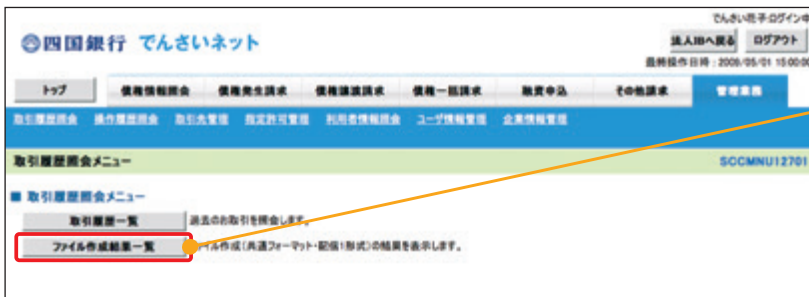 でんさい花子:ログイン中
四国銀行 でんさいネット
法人IBへ戻る ログアウト
最終操作日時:2009/05/01 15:00:00
トップ 債権情報照会 債権発生請求 債権譲渡請求 債権一括請求 融資申込 その他請求 管理業務
取引履歴照会 操作履歴照会 取引先管理 指定許可管理 利用者情報照会 ユーザ情報管理 企業情報管理
取引履歴照会メニュー SCCMNU12701
■ 取引履歴照会メニュー
取引履歴一覧 過去のお取引を照会します。
ファイル作成結果一覧 イル作成(共通フォーマット・配信1形式)の結果を表示します。